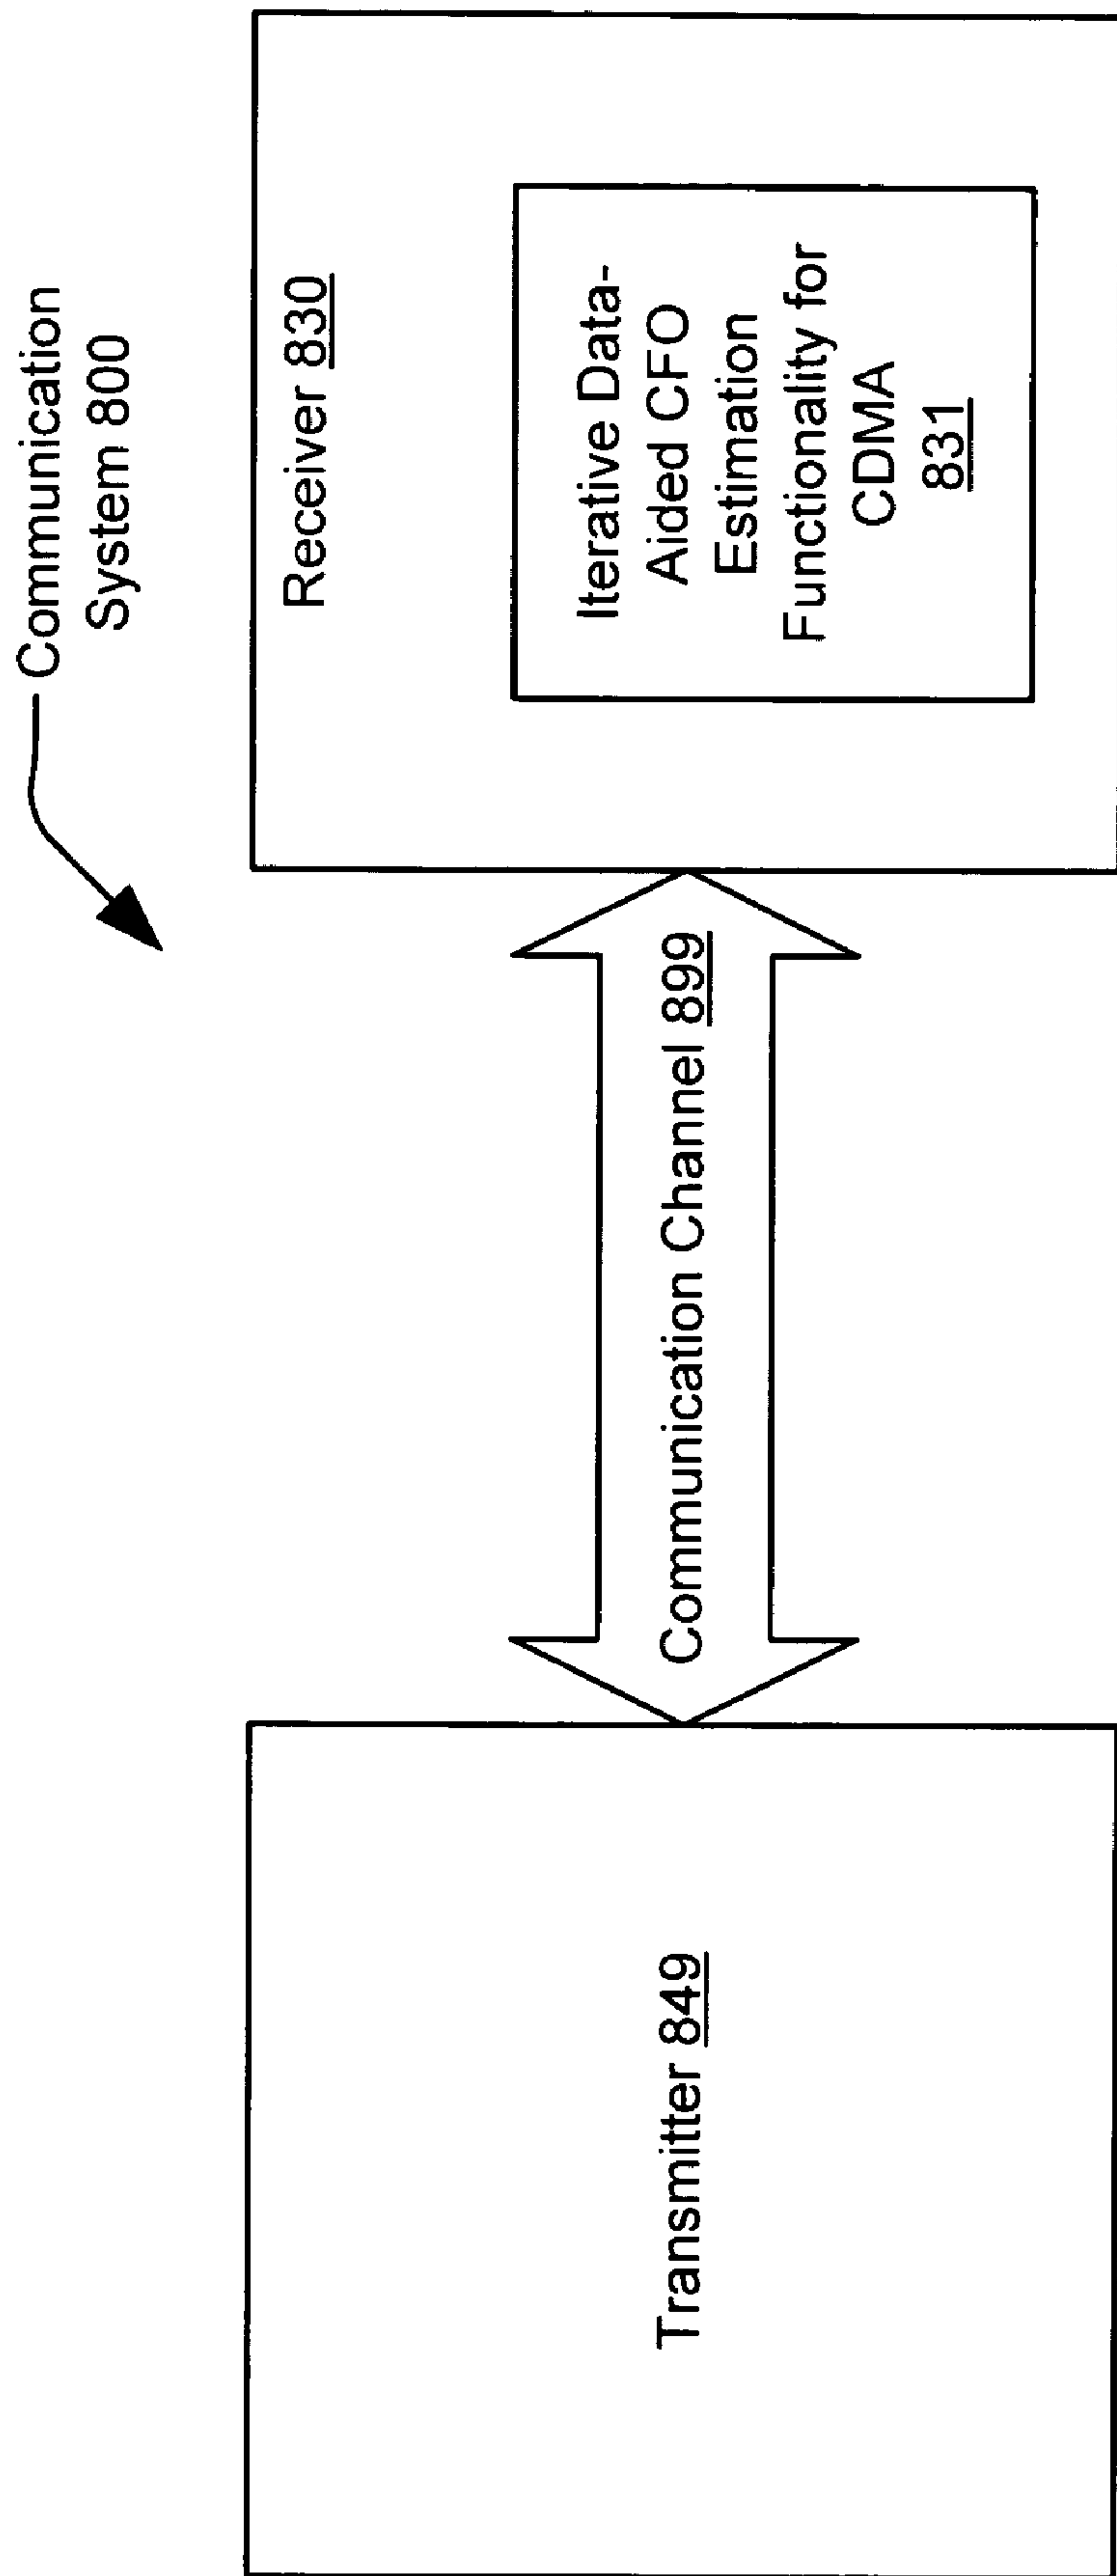 Communication
System 800
Transmitter 849
Communication Channel 899
Receiver 830
Iterative Data-
Aided CFO
Estimation
Functionality for
CDMA
831